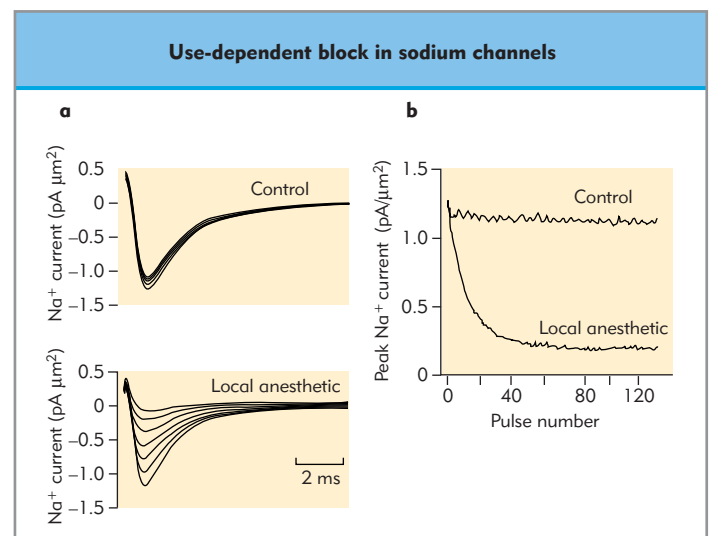 Use-dependent block in sodium channels
a
Na+ current (pA μm²)
0.5
0
−0.5
−1.0
−1.5
Control
Na+ current (pA μm²)
0.5
0
−0.5
−1.0
−1.5
Local anesthetic
2 ms
b
Peak Na+ current (pA/μm²)
1.5
1.0
0.5
0
Control
Local anesthetic
0 40 80 120
Pulse number